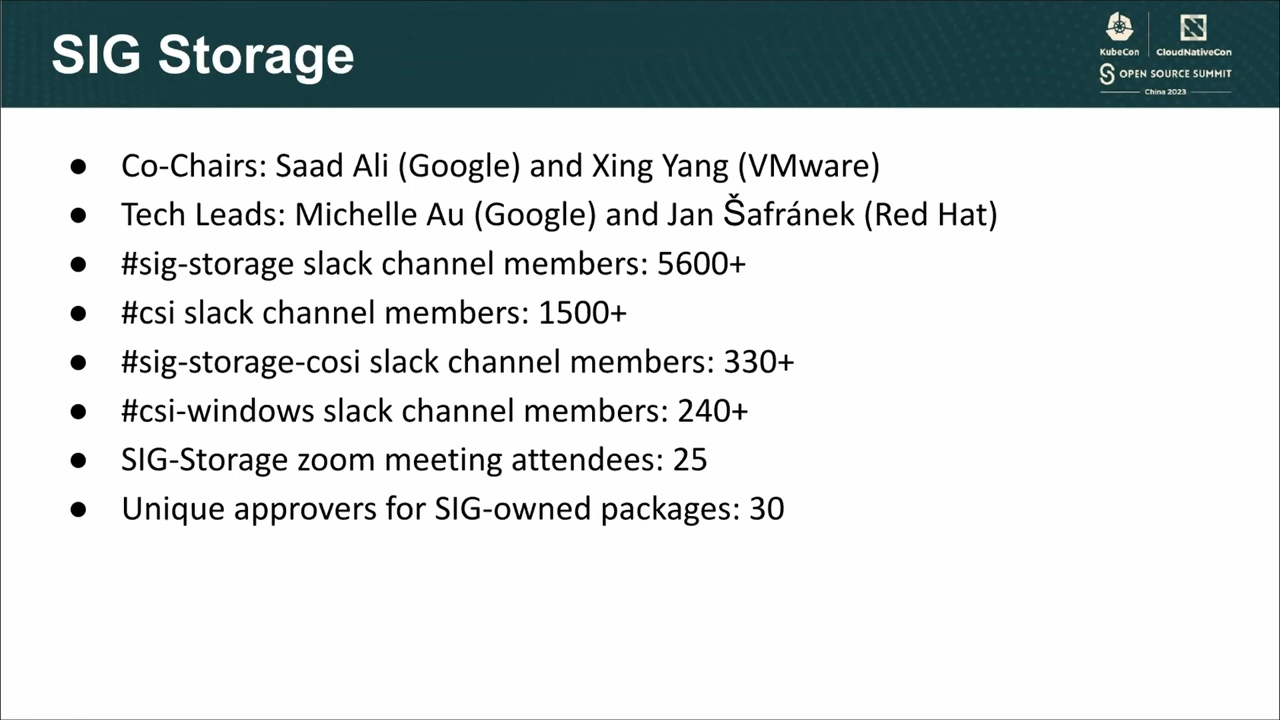 SIG Storage
KubeCon CloudNativeCon
OPEN SOURCE SUMMIT
China 2023
● Co-Chairs: Saad Ali (Google) and Xing Yang (VMware)
● Tech Leads: Michelle Au (Google) and Jan Šafránek (Red Hat)
● #sig-storage slack channel members: 5600+
● #csi slack channel members: 1500+
● #sig-storage-cosi slack channel members: 330+
● #csi-windows slack channel members: 240+
● SIG-Storage zoom meeting attendees: 25
● Unique approvers for SIG-owned packages: 30